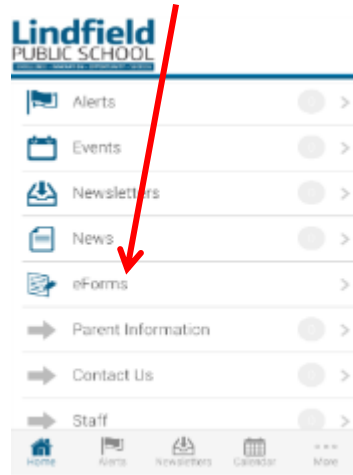 Lindfield
PUBLIC SCHOOL
Alerts
Events
Newsletters
News
eForms
Parent Information
Contact Us
Staff
Home
Alerts
Newsletters
Calendar
More